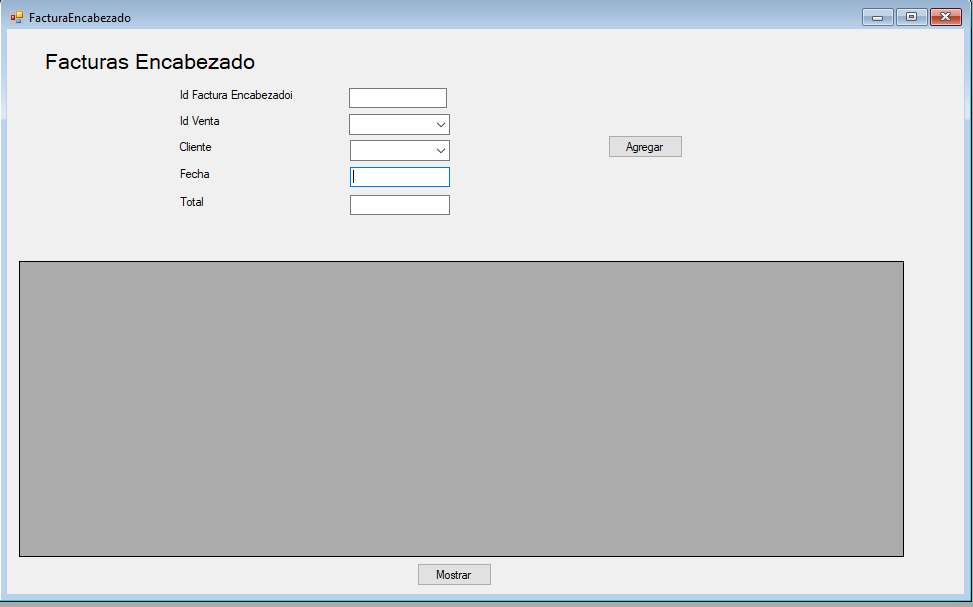 FacturaEncabezado
Facturas Encabezado
Id Factura Encabezadoi
Id Venta
Cliente
Agregar
Fecha
Total
Mostrar